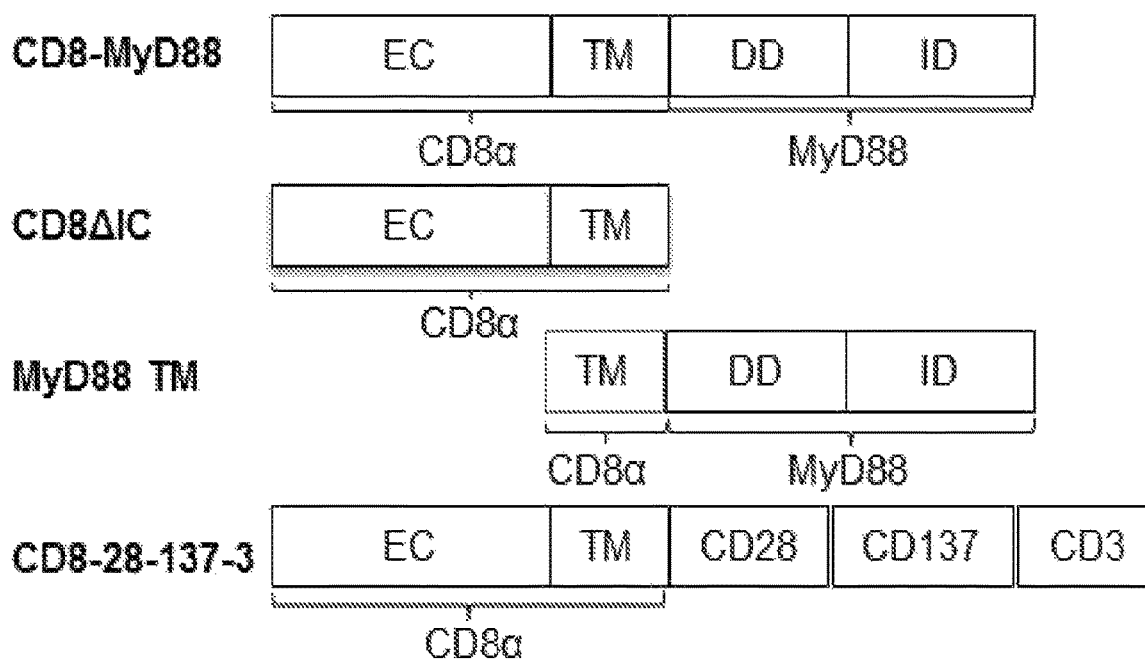 CD8-MyD88 EC TM DD ID
CD8α MyD88
CD8ΔIC EC TM
CD8α
MyD88 TM TM DD ID
CD8α MyD88
CD8-28-137-3 EC TM CD28 CD137 CD3
CD8α